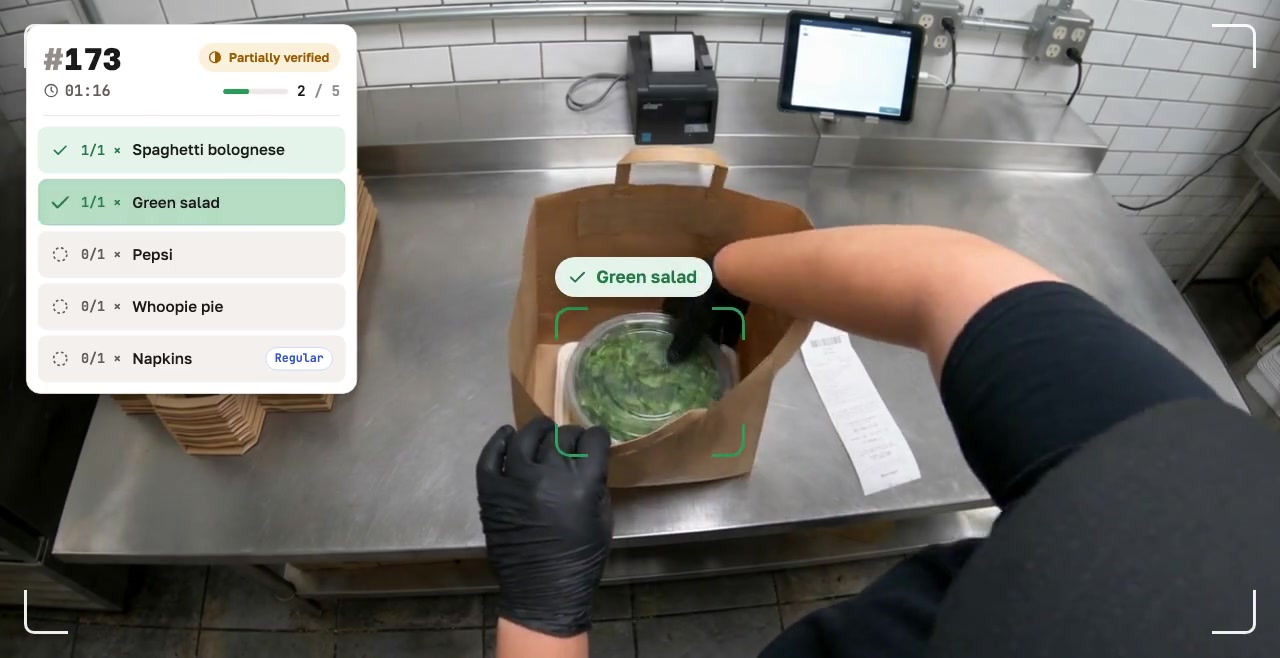 #173
Partially verified
01:16
2 / 5
1/1 × Spaghetti bolognese
1/1 × Green salad
0/1 × Pepsi
0/1 × Whoopie pie
0/1 × Napkins Regular
Green salad